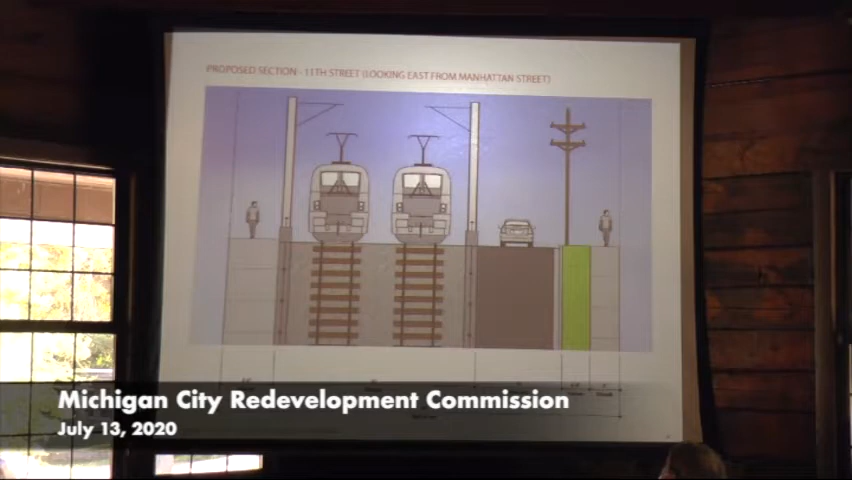 PROPOSED SECTION - 11TH STREET (LOOKING EAST FROM MANHATTAN STREET)
Michigan City Redevelopment Commission
July 13, 2020